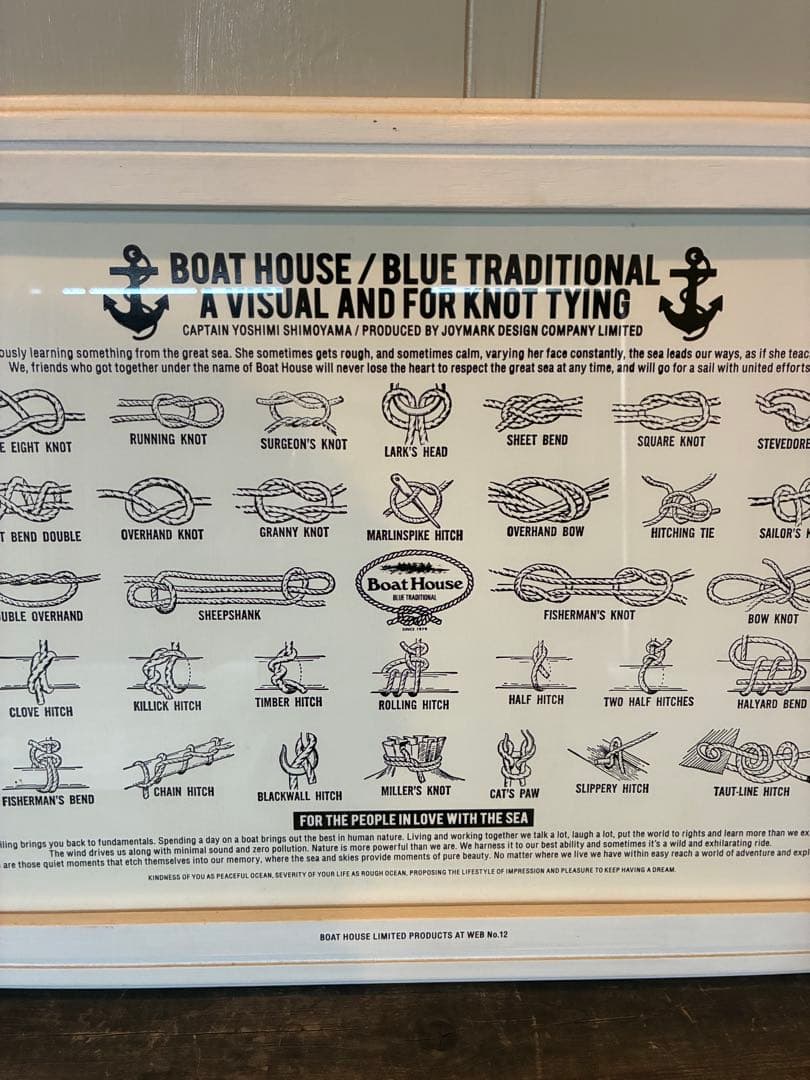 BOAT HOUSE / BLUE TRADITIONAL
A VISUAL AND FOR KNOT TYING
CAPTAIN YOSHIMI SHIMOYAMA / PRODUCED BY JOYMARK DESIGN COMPANY LIMITED
ously learning something from the great sea. She sometimes gets rough, and sometimes calm, varying her face constantly, the sea leads our ways, as if she teac
We, friends who got together under the name of Boat House will never lose the heart to respect the great sea at any time, and will go for a sail with united efforts
E EIGHT KNOT RUNNING KNOT SURGEON'S KNOT LARK'S HEAD SHEET BEND SQUARE KNOT STEVEDORE
T BEND DOUBLE OVERHAND KNOT GRANNY KNOT MARLINSPIKE HITCH OVERHAND BOW HITCHING TIE SAILOR'S
Boat House
BLUE TRADITIONAL
SINCE 1979
UBLE OVERHAND SHEEPSHANK FISHERMAN'S KNOT BOW KNOT
CLOVE HITCH KILLICK HITCH TIMBER HITCH ROLLING HITCH HALF HITCH TWO HALF HITCHES HALYARD BEND
FISHERMAN'S BEND CHAIN HITCH BLACKWALL HITCH MILLER'S KNOT CAT'S PAW SLIPPERY HITCH TAUT-LINE HITCH
FOR THE PEOPLE IN LOVE WITH THE SEA
iling brings you back to fundamentals. Spending a day on a boat brings out the best in human nature. Living and working together we talk a lot, laugh a lot, put the world to rights and learn more than we ex
The wind drives us along with minimal sound and zero pollution. Nature is more powerful than we are. We harness it to our best ability and sometimes it's a wild and exhilarating ride.
are those quiet moments that etch themselves into our memory, where the sea and skies provide moments of pure beauty. No matter where we live we have within easy reach a world of adventure and expl
KINDNESS OF YOU AS PEACEFUL OCEAN, SEVERITY OF YOUR LIFE AS ROUGH OCEAN, PROPOSING THE LIFESTYLE OF IMPRESSION AND PLEASURE TO KEEP HAVING A DREAM.
BOAT HOUSE LIMITED PRODUCTS AT WEB No.12